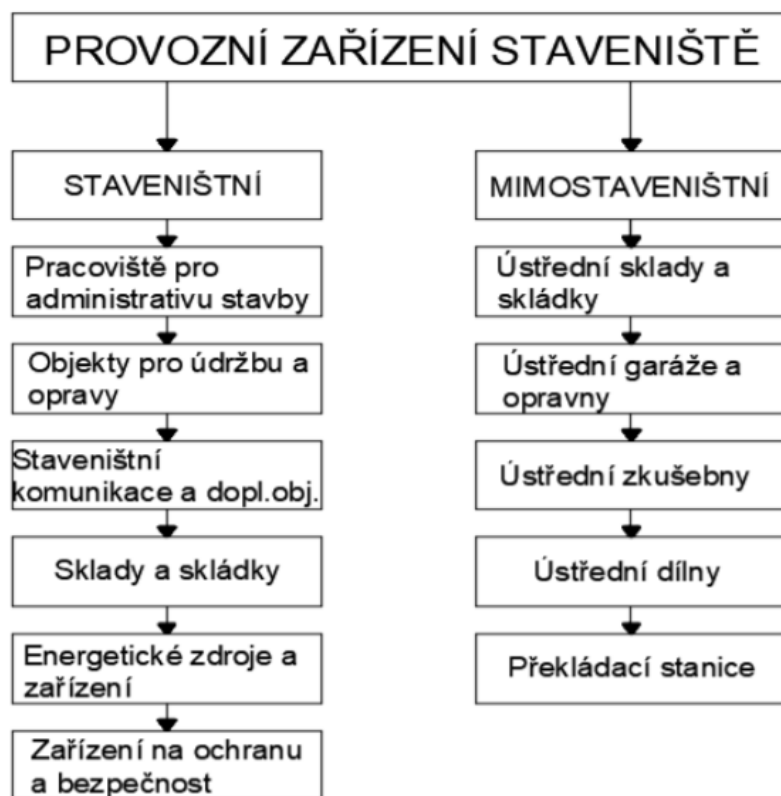 PROVOZNÍ ZAŘÍZENÍ STAVENIŠTĚ
STAVENIŠTNÍ
Pracoviště pro
administrativu stavby
Objekty pro údržbu a
opravy
Staveništní
komunikace a dopl.obj.
Sklady a skládky
Energetické zdroje a
zařízení
Zařízení na ochranu
a bezpečnost
MIMOSTAVENIŠTNÍ
Ústřední sklady a
skládky
Ústřední garáže a
opravny
Ústřední zkušebny
Ústřední dílny
Překládací stanice